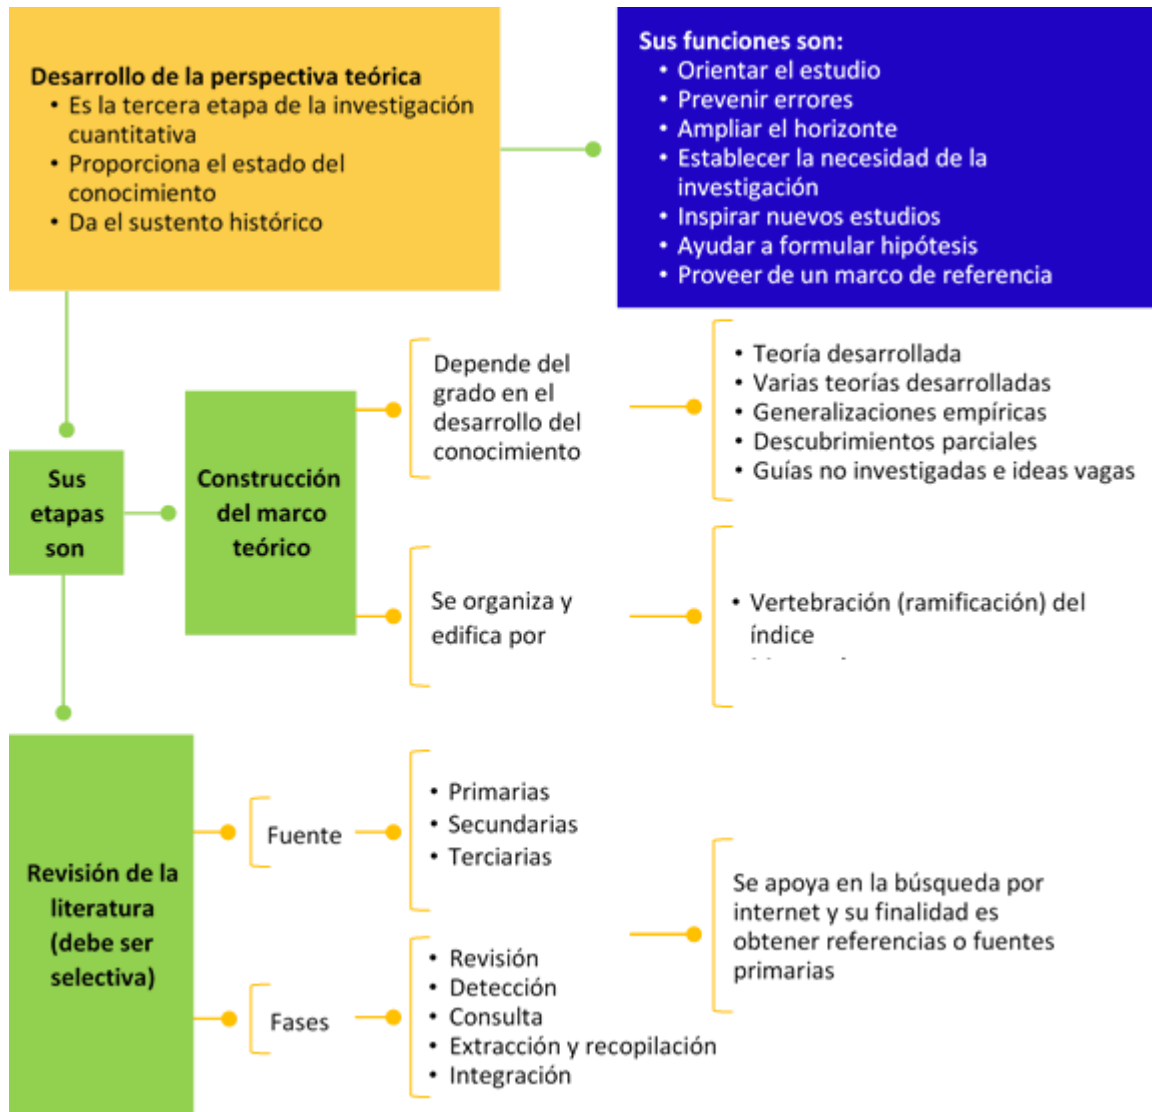 Desarrollo de la perspectiva teórica
• Es la tercera etapa de la investigación
cuantitativa
• Proporciona el estado del
conocimiento
• Da el sustento histórico
Sus funciones son:
• Orientar el estudio
• Prevenir errores
• Ampliar el horizonte
• Establecer la necesidad de la
investigación
• Inspirar nuevos estudios
• Ayudar a formular hipótesis
• Proveer de un marco de referencia
Sus
etapas
son
Construcción
del marco
teórico
Depende del
grado en el
desarrollo del
conocimiento
• Teoría desarrollada
• Varias teorías desarrolladas
• Generalizaciones empíricas
• Descubrimientos parciales
• Guías no investigadas e ideas vagas
Se organiza y
edifica por
• Vertebración (ramificación) del
índice
Revisión de la
literatura
(debe ser
selectiva)
Fuente
• Primarias
• Secundarias
• Terciarias
Fases
• Revisión
• Detección
• Consulta
• Extracción y recopilación
• Integración
Se apoya en la búsqueda por
internet y su finalidad es
obtener referencias o fuentes
primarias